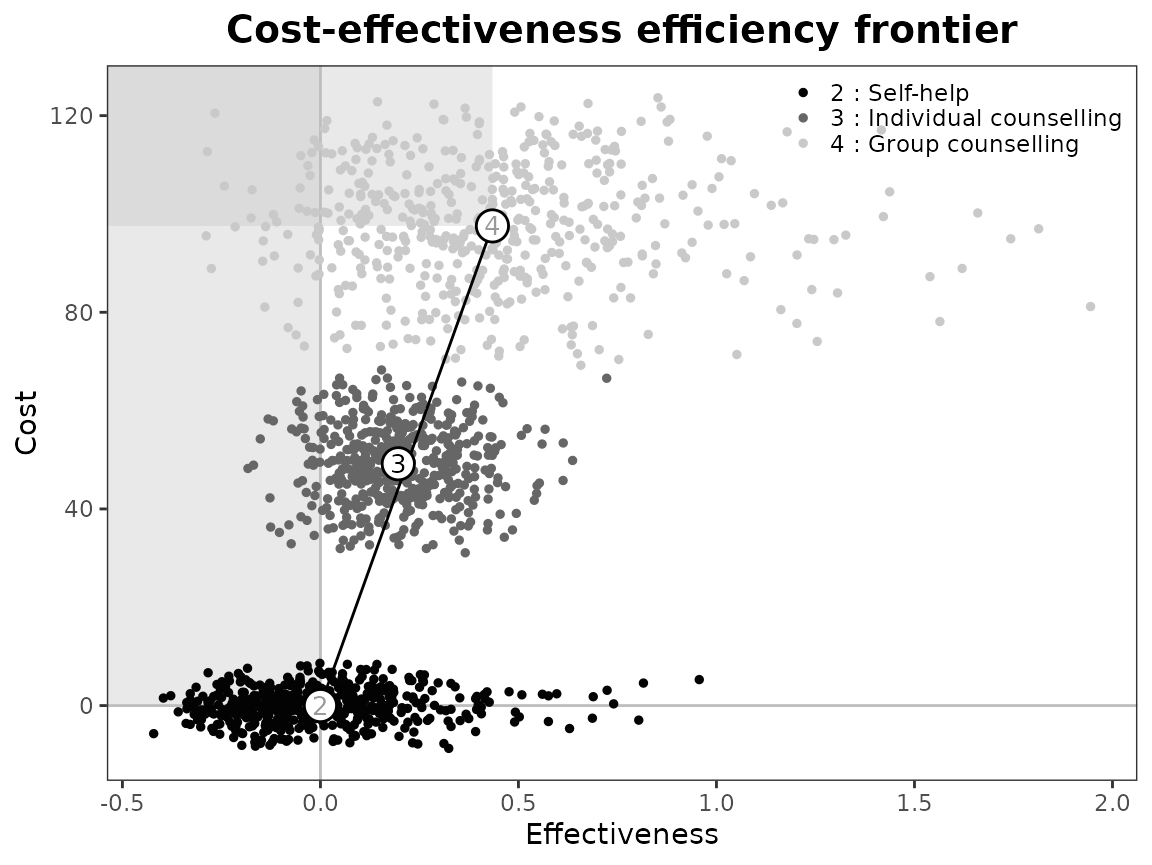 Cost-effectiveness efficiency frontier
2 : Self-help
3 : Individual counselling
4 : Group counselling
120
80
40
0
Cost
4
3
2
-0.5 0.0 0.5 1.0 1.5 2.0
Effectiveness